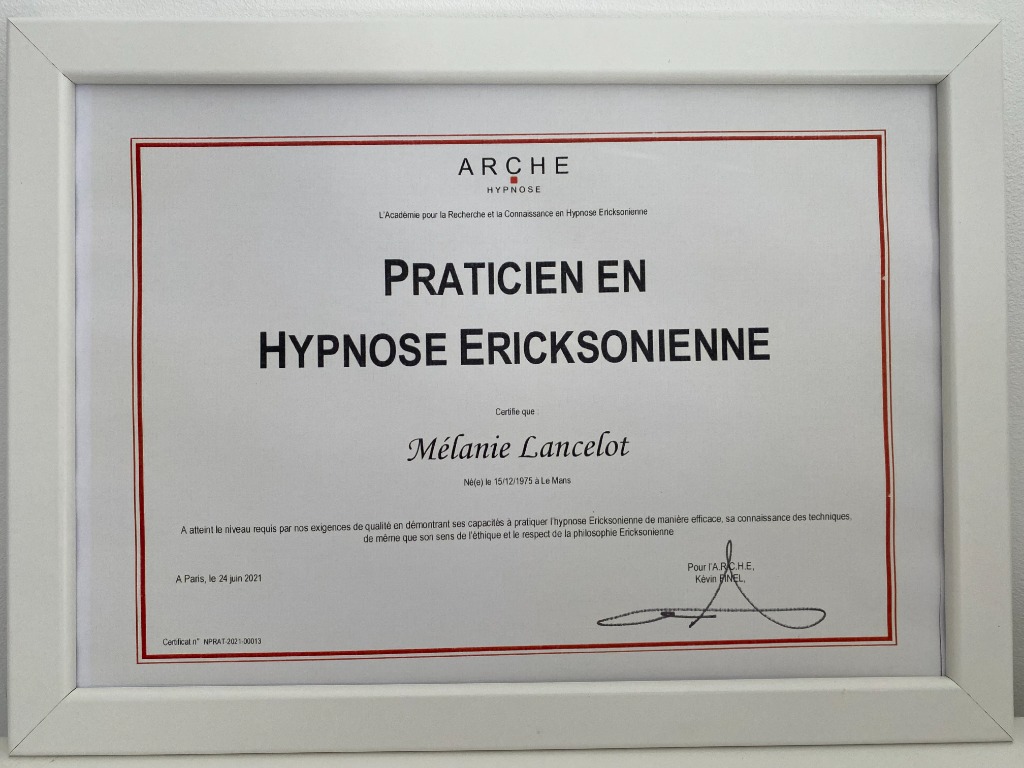 ARCHE
HYPNOSE
L'Académie pour la Recherche et la Connaissance en Hypnose Ericksonienne
PRATICIEN EN
HYPNOSE ERICKSONIENNE
Certifie que
Mélanie Lancelot
Né(e) le 15/12/1975 à Le Mans
A atteint le niveau requis par nos exigences de qualité en démontrant ses capacités à pratiquer l'hypnose Ericksonienne de manière efficace, sa connaissance des techniques,
de même que son sens de l'éthique et le respect de la philosophie Ericksonienne
A Paris, le 24 juin 2021
Pour l'A.R.C.H.E,
Kévin FINEL,
Certificat n° NPRAT-2021-00013